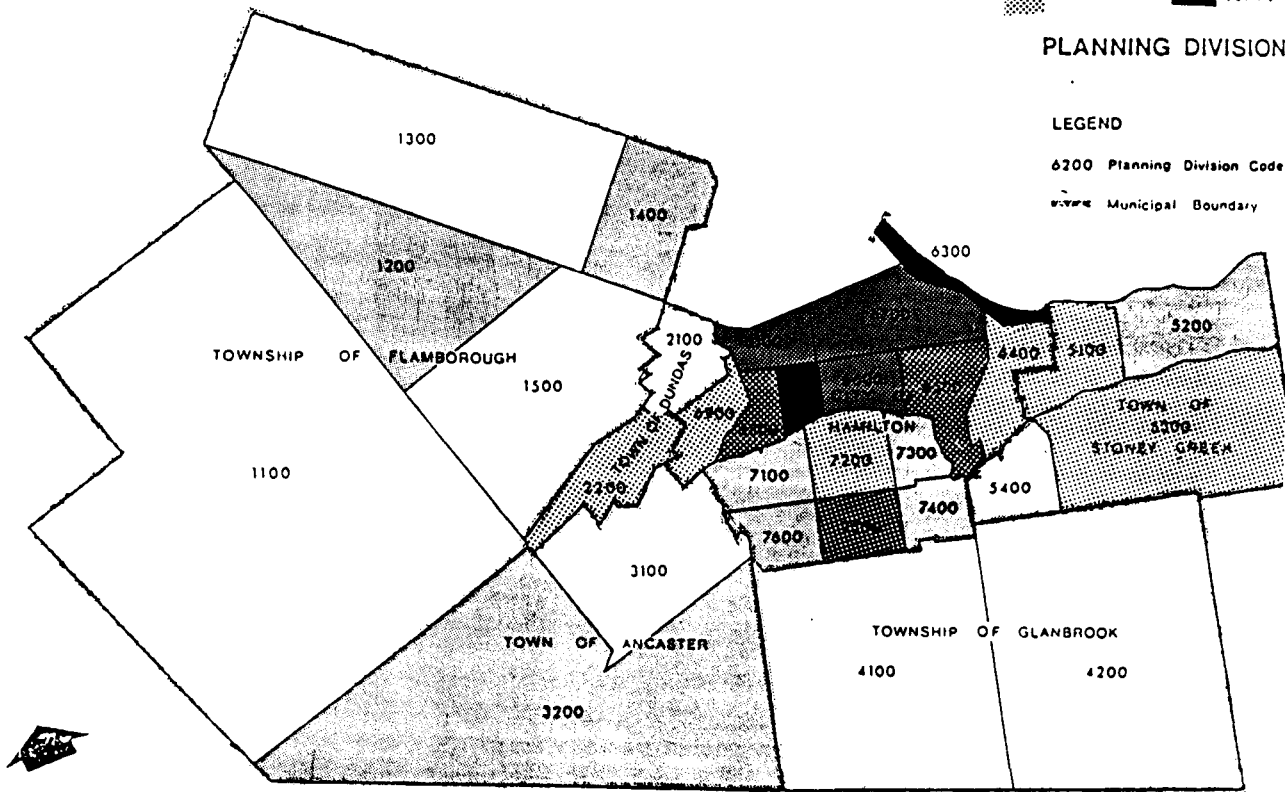 PLANNING DIVISION
LEGEND
6200 Planning Division Code
Municipal Boundary
1300
1400
1200
6300
5200
2100
4400
5100
TOWNSHIP OF FLAMBOROUGH
1500
TOWN OF DUNDAS
TOWN OF
5300
STONEY CREEK
HAMILTON
7300
7200
7100
1100
2200
5400
7400
7600
3100
TOWNSHIP OF GLANBROOK
TOWN OF ANCASTER
4100
4200
3200